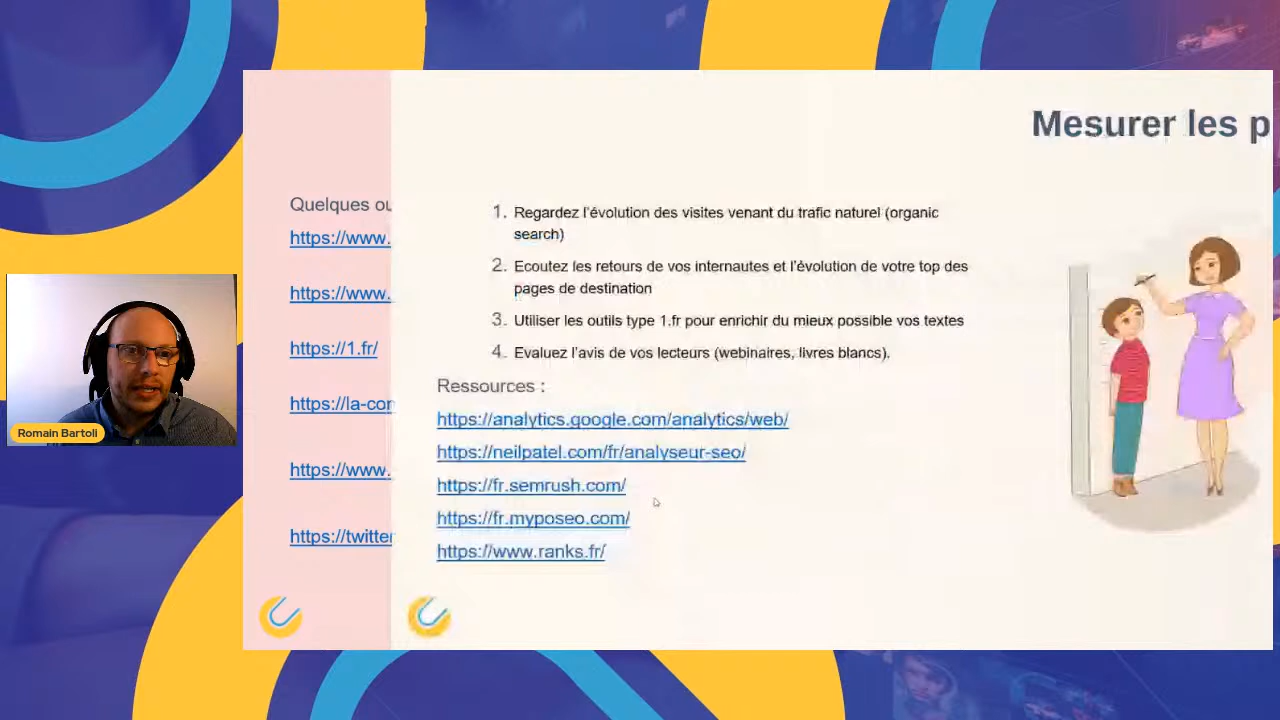 Mesurer les p
Quelques ou
https://www.
https://www.
https://1.fr/
https://la-con
https://www.
https://twitter
1. Regardez l'évolution des visites venant du trafic naturel (organic
search)
2. Ecoutez les retours de vos internautes et l'évolution de votre top des
pages de destination
3. Utiliser les outils type 1.fr pour enrichir du mieux possible vos textes
4. Evaluez l'avis de vos lecteurs (webinaires, livres blancs).
Ressources :
https://analytics.google.com/analytics/web/
https://neilpatel.com/fr/analyseur-seo/
https://fr.semrush.com/
https://fr.myposeo.com/
https://www.ranks.fr/
Romain Bartoli